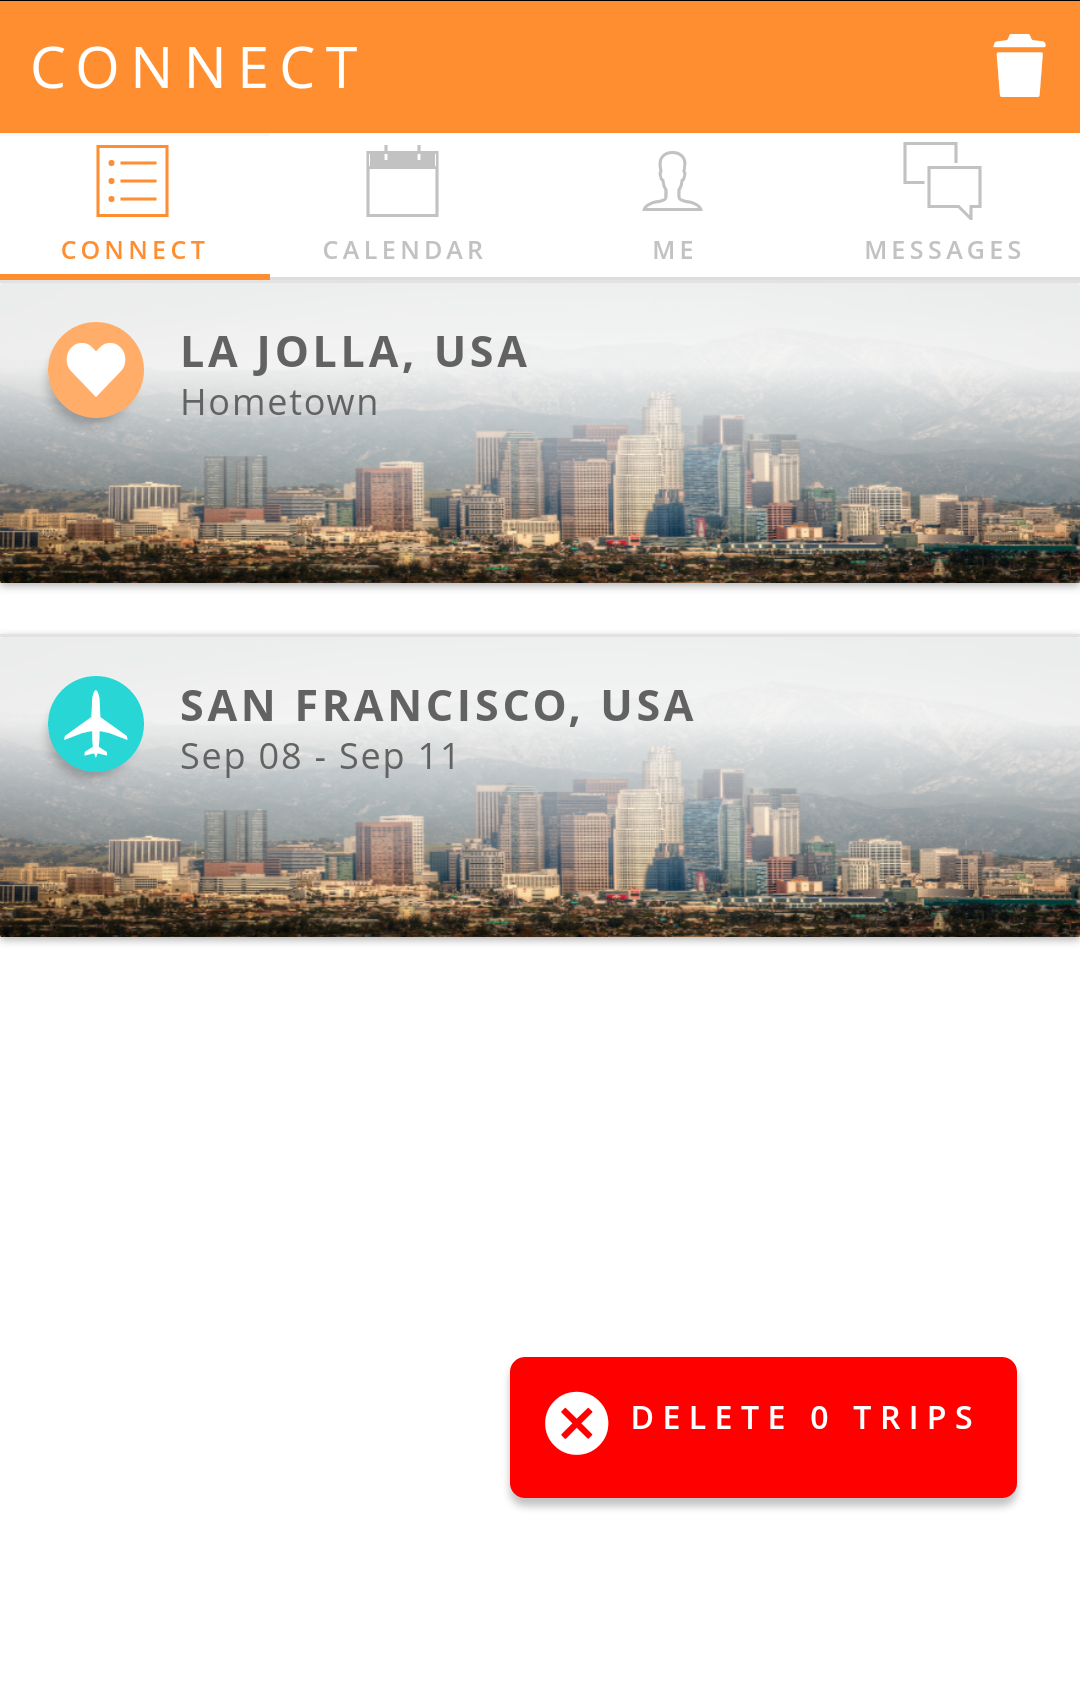 CONNECT
CONNECT
CALENDAR
ME
MESSAGES
LA JOLLA, USA
Hometown
SAN FRANCISCO, USA
Sep 08 - Sep 11
DELETE 0 TRIPS